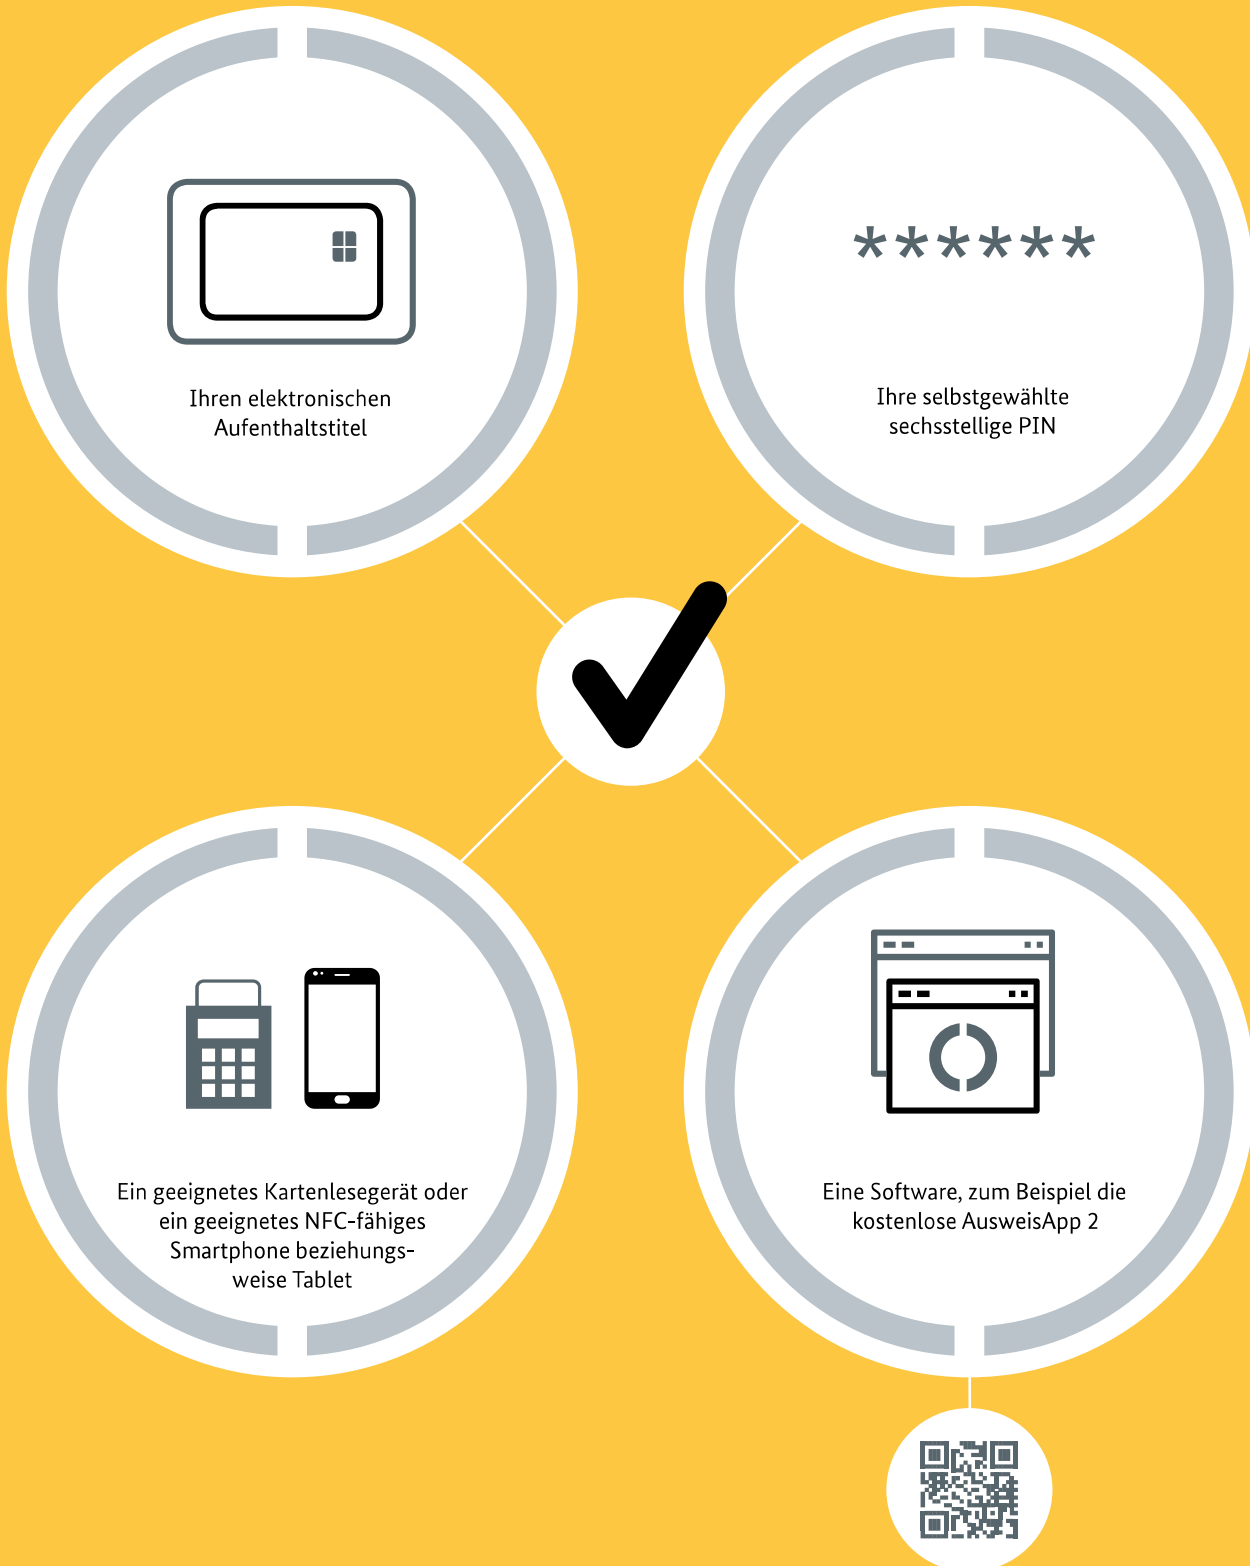 ******
Ihren elektronischen
Aufenthaltstitel
Ihre selbstgewählte
sechsstellige PIN
Ein geeignetes Kartenlesegerät oder
ein geeignetes NFC-fähiges
Smartphone beziehungs-
weise Tablet
Eine Software, zum Beispiel die
kostenlose AusweisApp 2